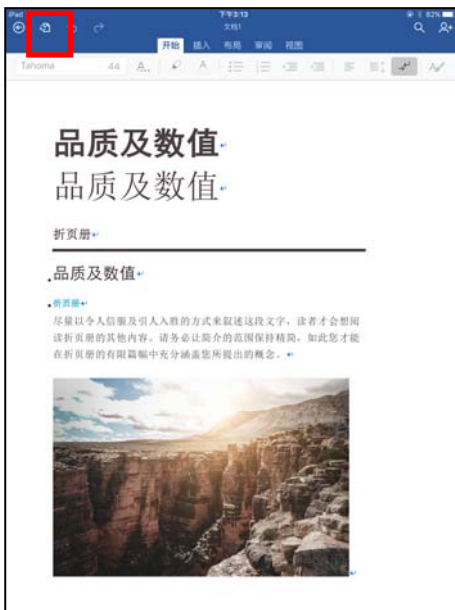 iPad 下午3:13 82%
文档1
开始 插入 布局 审阅 视图
Tahoma 44 A A
品质及数值
品质及数值
折页册
品质及数值
折页册
尽量以令人信服及引人入胜的方式来叙述这段文字，读者才会想阅
读折页册的其他内容。请务必让简介的范围保持精简，如此您才能
在折页册的有限篇幅中充分涵盖您所提出的概念。